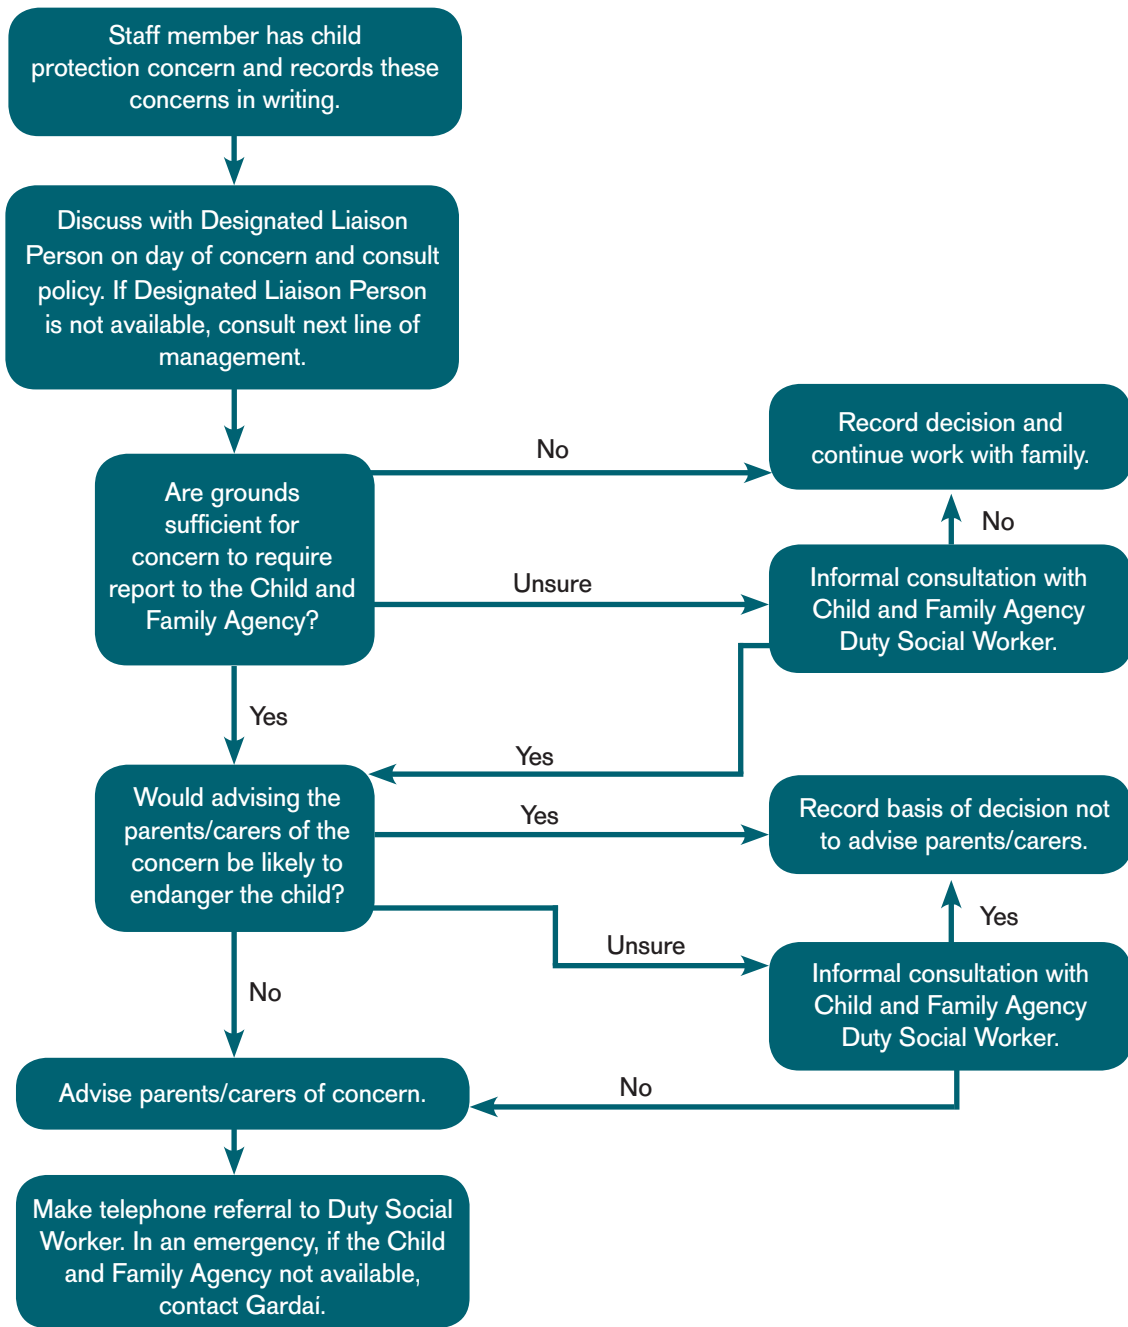 Staff member has child
protection concern and records these
concerns in writing.
Discuss with Designated Liaison
Person on day of concern and consult
policy. If Designated Liaison Person
is not available, consult next line of
management.
Record decision and
continue work with family.
No
Are grounds
sufficient for
concern to require
report to the Child and
Family Agency?
No
Unsure
Informal consultation with
Child and Family Agency
Duty Social Worker.
Yes
Yes
Would advising the
parents/carers of the
concern be likely to
endanger the child?
Yes
Record basis of decision not
to advise parents/carers.
Yes
Unsure
Informal consultation with
Child and Family Agency
Duty Social Worker.
No
No
Advise parents/carers of concern.
Make telephone referral to Duty Social
Worker. In an emergency, if the Child
and Family Agency not available,
contact Gardaí.